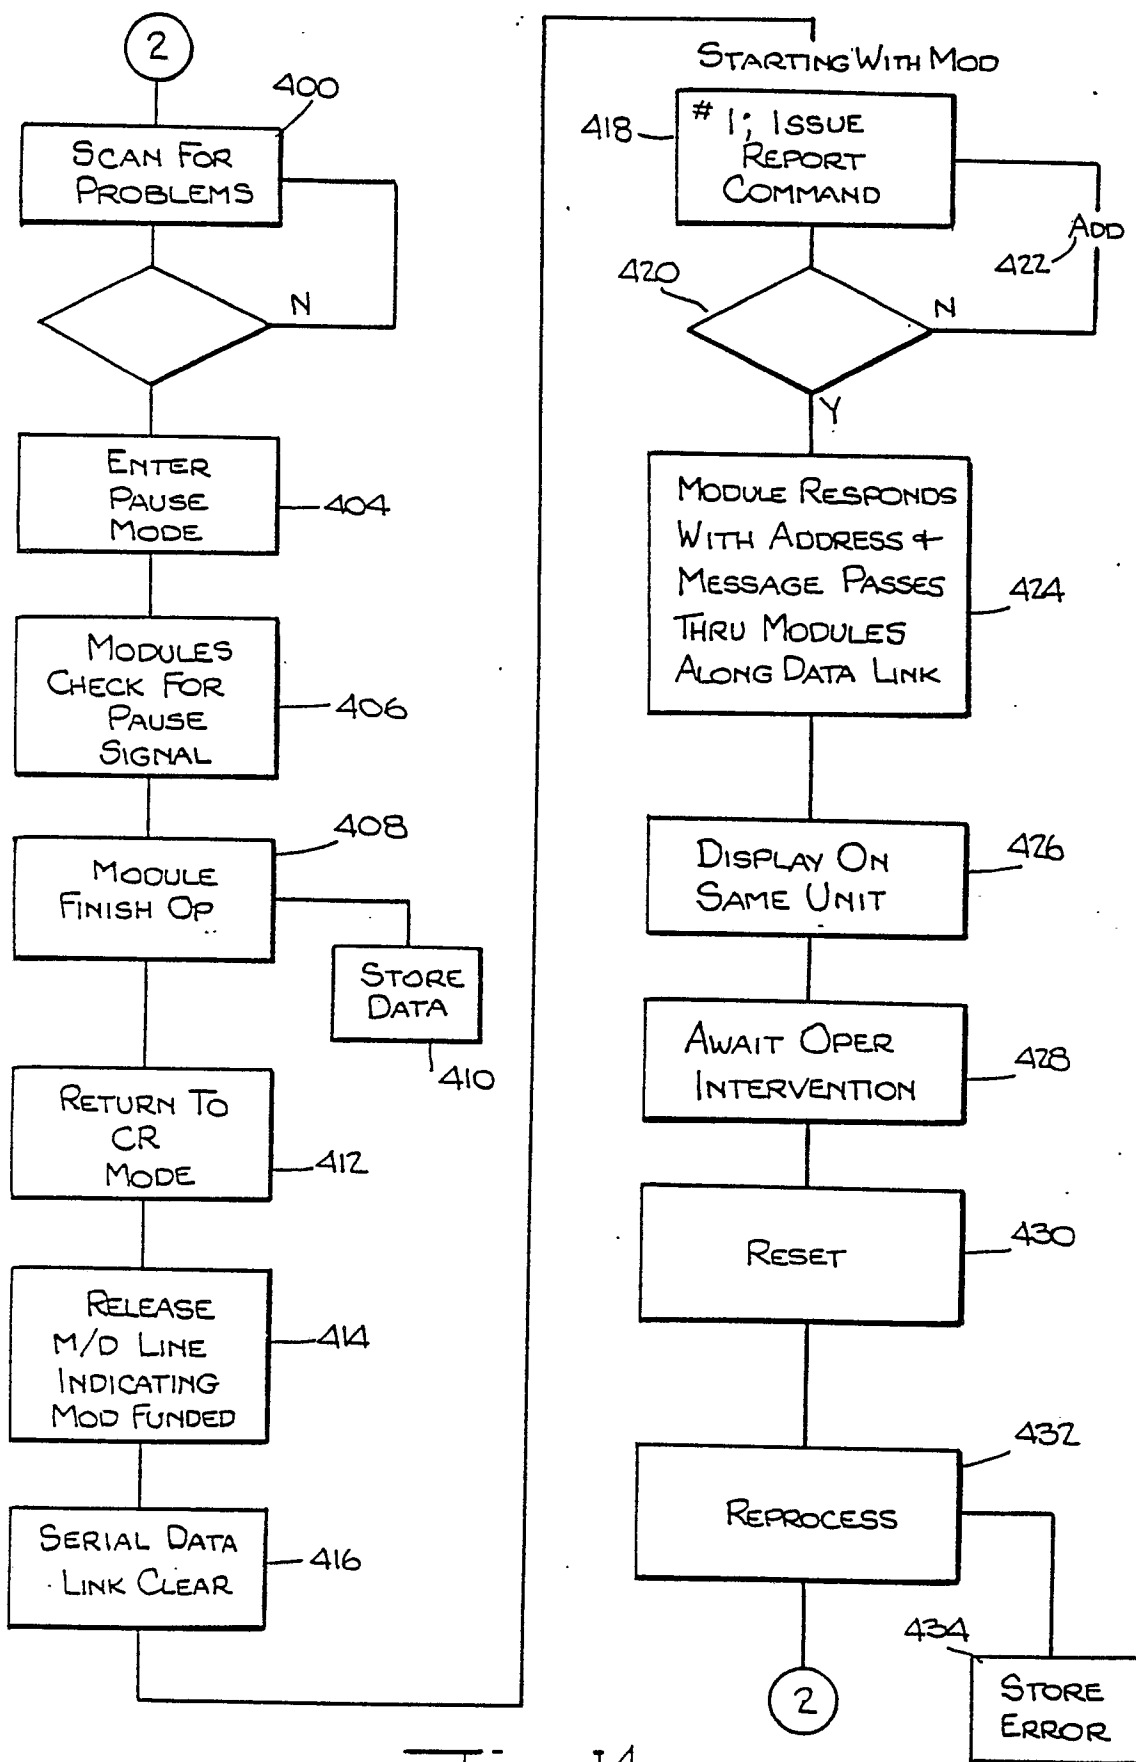 2
400
SCAN FOR
PROBLEMS
N
ENTER
PAUSE
MODE
404
MODULES
CHECK FOR
PAUSE
SIGNAL
406
408
MODULE
FINISH OP
STORE
DATA
410
RETURN TO
CR
MODE
412
RELEASE
M/D LINE
INDICATING
MOD FUNDED
414
SERIAL DATA
LINK CLEAR
416
STARTING WITH MOD
418
# 1; ISSUE
REPORT
COMMAND
ADD
422
420
N
Y
MODULE RESPONDS
WITH ADDRESS &
MESSAGE PASSES
THRU MODULES
ALONG DATA LINK
424
DISPLAY ON
SAME UNIT
426
AWAIT OPER
INTERVENTION
428
RESET
430
432
REPROCESS
434
STORE
ERROR
2